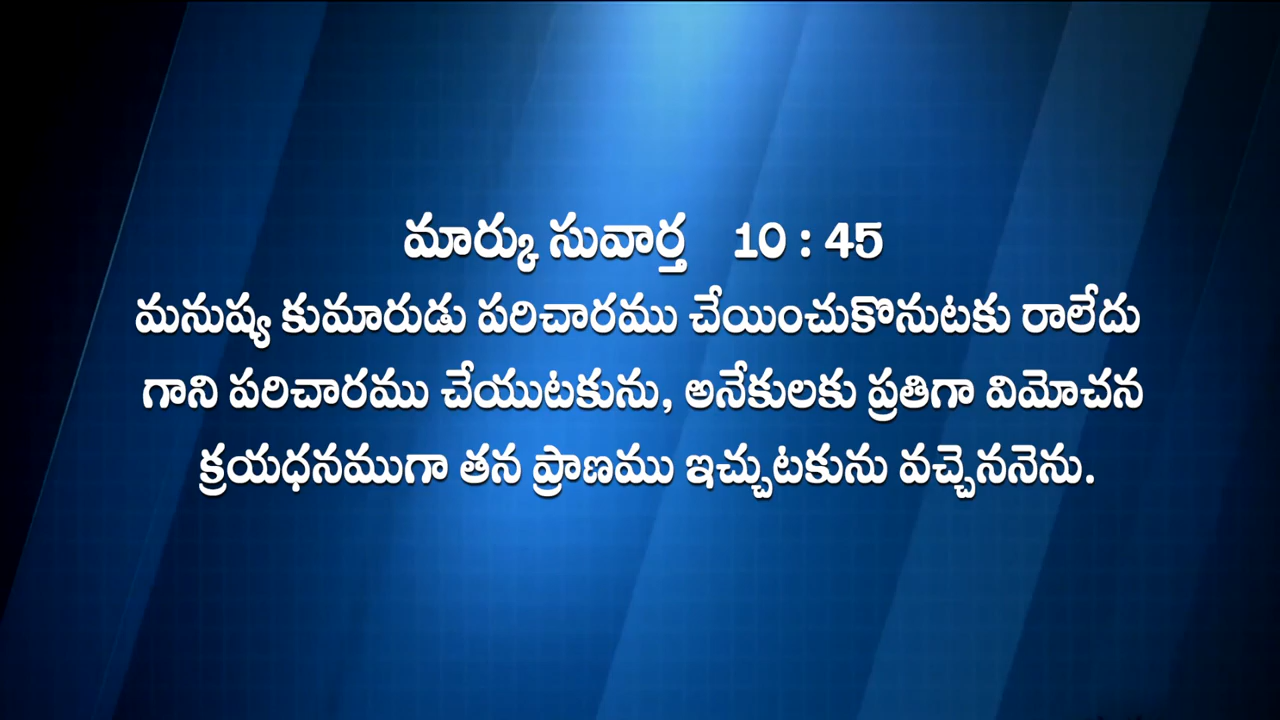 మార్కు సువార్త 10 : 45
మనుష్య కుమారుడు పరిచారము చేయించుకొనుటకు రాలేదు
గాని పరిచారము చేయుటకును, అనేకులకు ప్రతిగా విమోచన
క్రయధనముగా తన ప్రాణము ఇచ్చుటకును వచ్చెననెను.